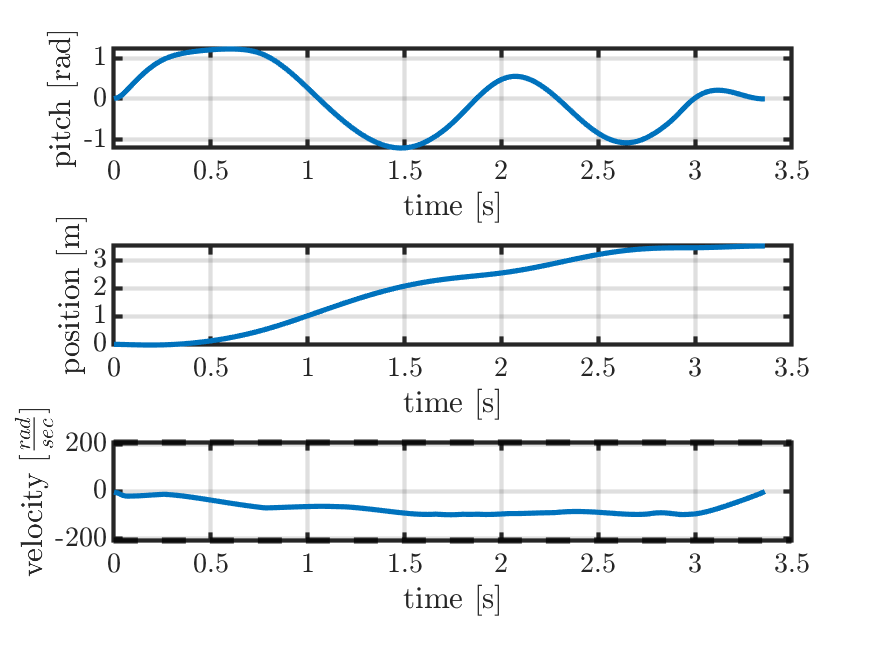 pitch [rad]
1
0
-1
0 0.5 1 1.5 2 2.5 3 3.5
time [s]
position [m]
3
2
1
0
0 0.5 1 1.5 2 2.5 3 3.5
time [s]
velocity [rad/sec]
200
0
-200
0 0.5 1 1.5 2 2.5 3 3.5
time [s]